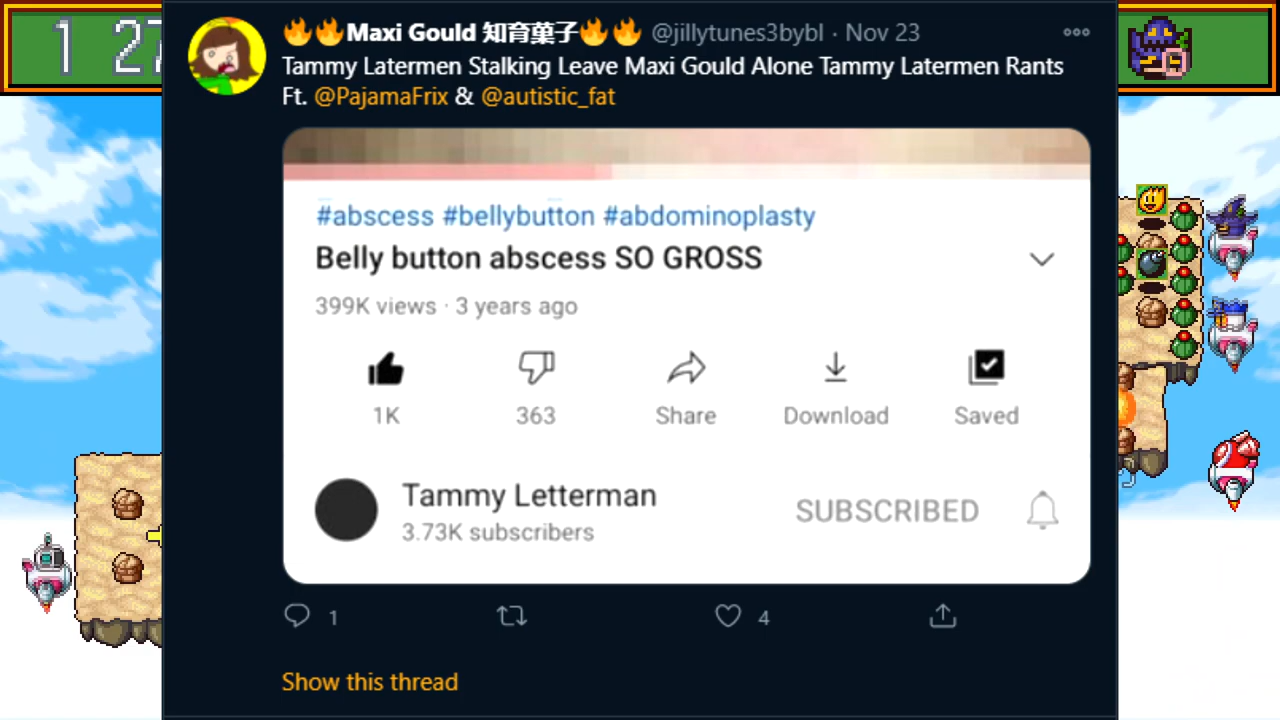 1 27
🔥🔥Maxi Gould 知育菓子🔥🔥 @jillytunes3bybl · Nov 23
Tammy Latermen Stalking Leave Maxi Gould Alone Tammy Latermen Rants
Ft. @PajamaFrix & @autistic_fat
#abscess #bellybutton #abdominoplasty
Belly button abscess SO GROSS
399K views · 3 years ago
1K 363 Share Download Saved
Tammy Letterman
3.73K subscribers
SUBSCRIBED
1 4
Show this thread